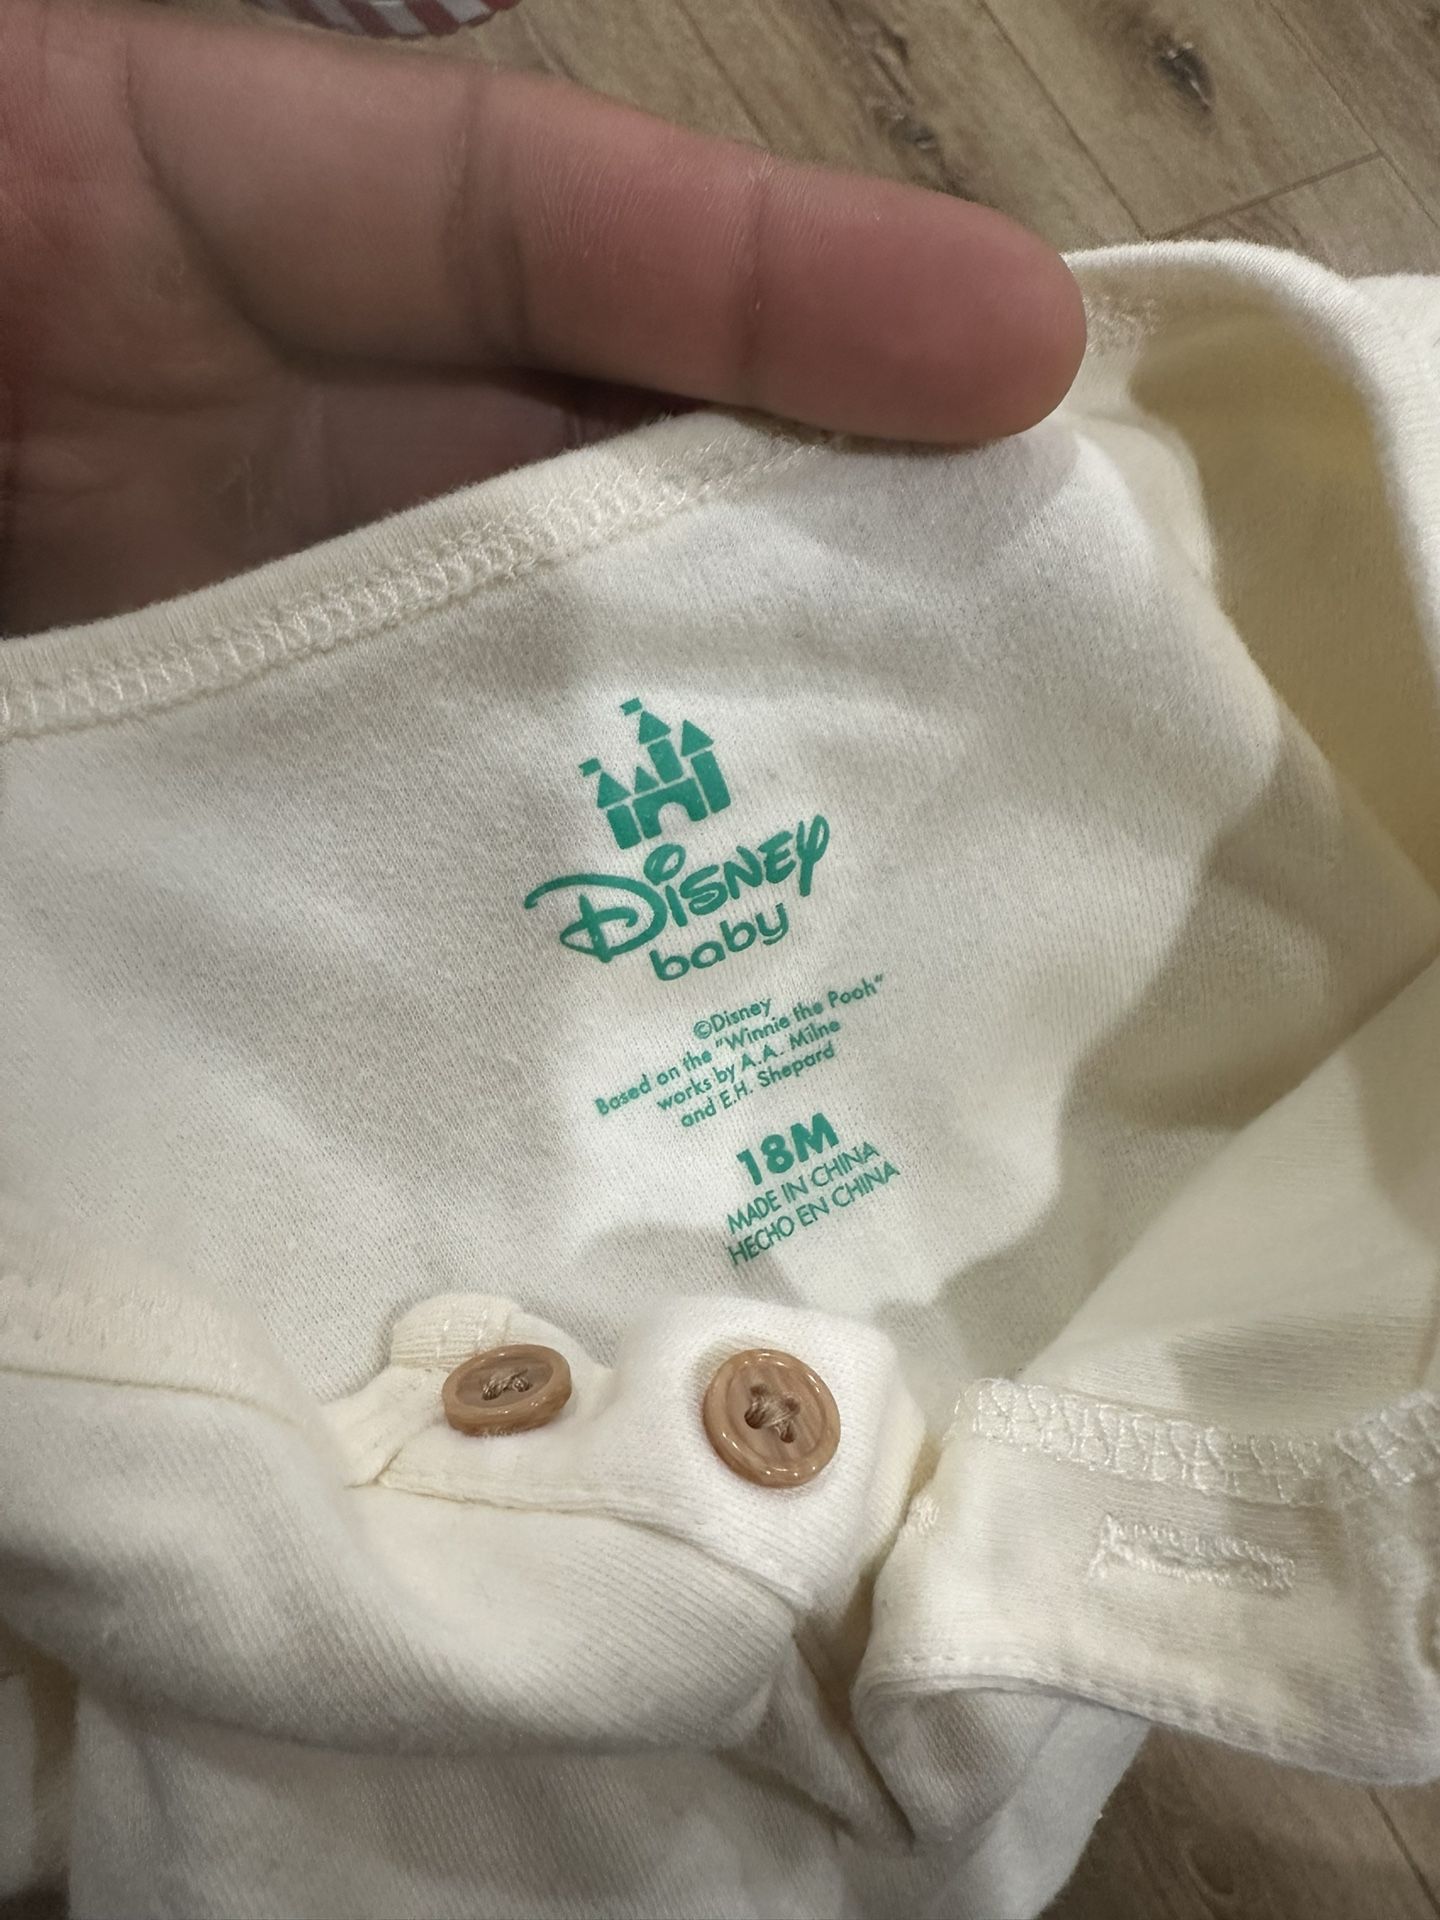 Disney
baby
©Disney
Based on the "Winnie the Pooh"
works by A.A. Milne
and E.H. Shepard
18M
MADE IN CHINA
HECHO EN CHINA